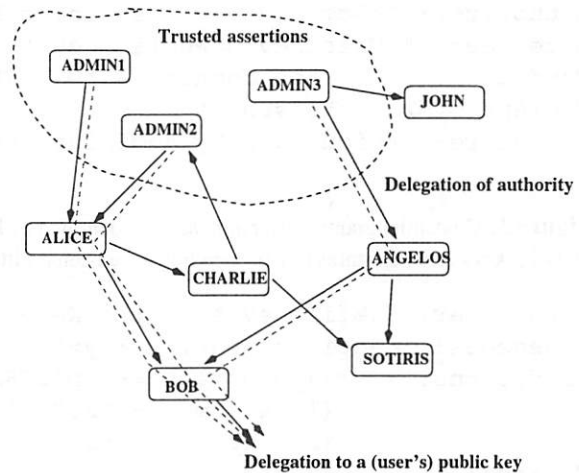 Trusted assertions
ADMIN1
ADMIN3
JOHN
ADMIN2
Delegation of authority
ALICE
ANGELOS
CHARLIE
SOTIRIS
BOB
Delegation to a (user's) public key